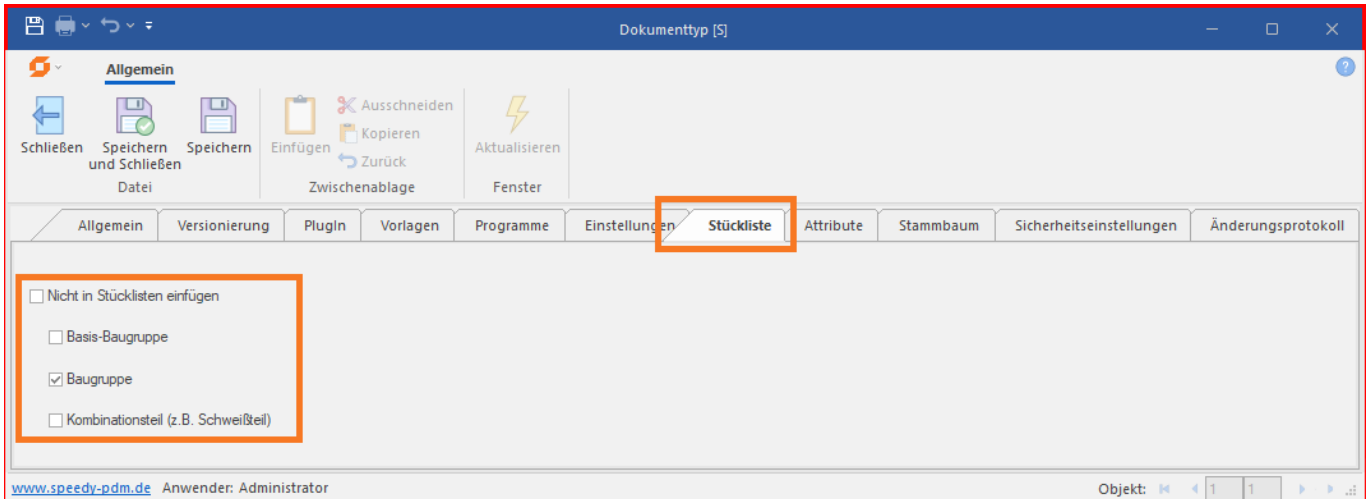 Dokumenttyp [S]
Allgemein
?
Schließen
Speichern
und Schließen
Speichern
Einfügen
Ausschneiden
Kopieren
Zurück
Aktualisieren
Datei
Zwischenablage
Fenster
Allgemein Versionierung PlugIn Vorlagen Programme Einstellungen Stückliste Attribute Stammbaum Sicherheitseinstellungen Änderungsprotokoll
Nicht in Stücklisten einfügen
Basis-Baugruppe
Baugruppe
Kombinationsteil (z.B. Schweißteil)
www.speedy-pdm.de Anwender: Administrator Objekt: 1 1